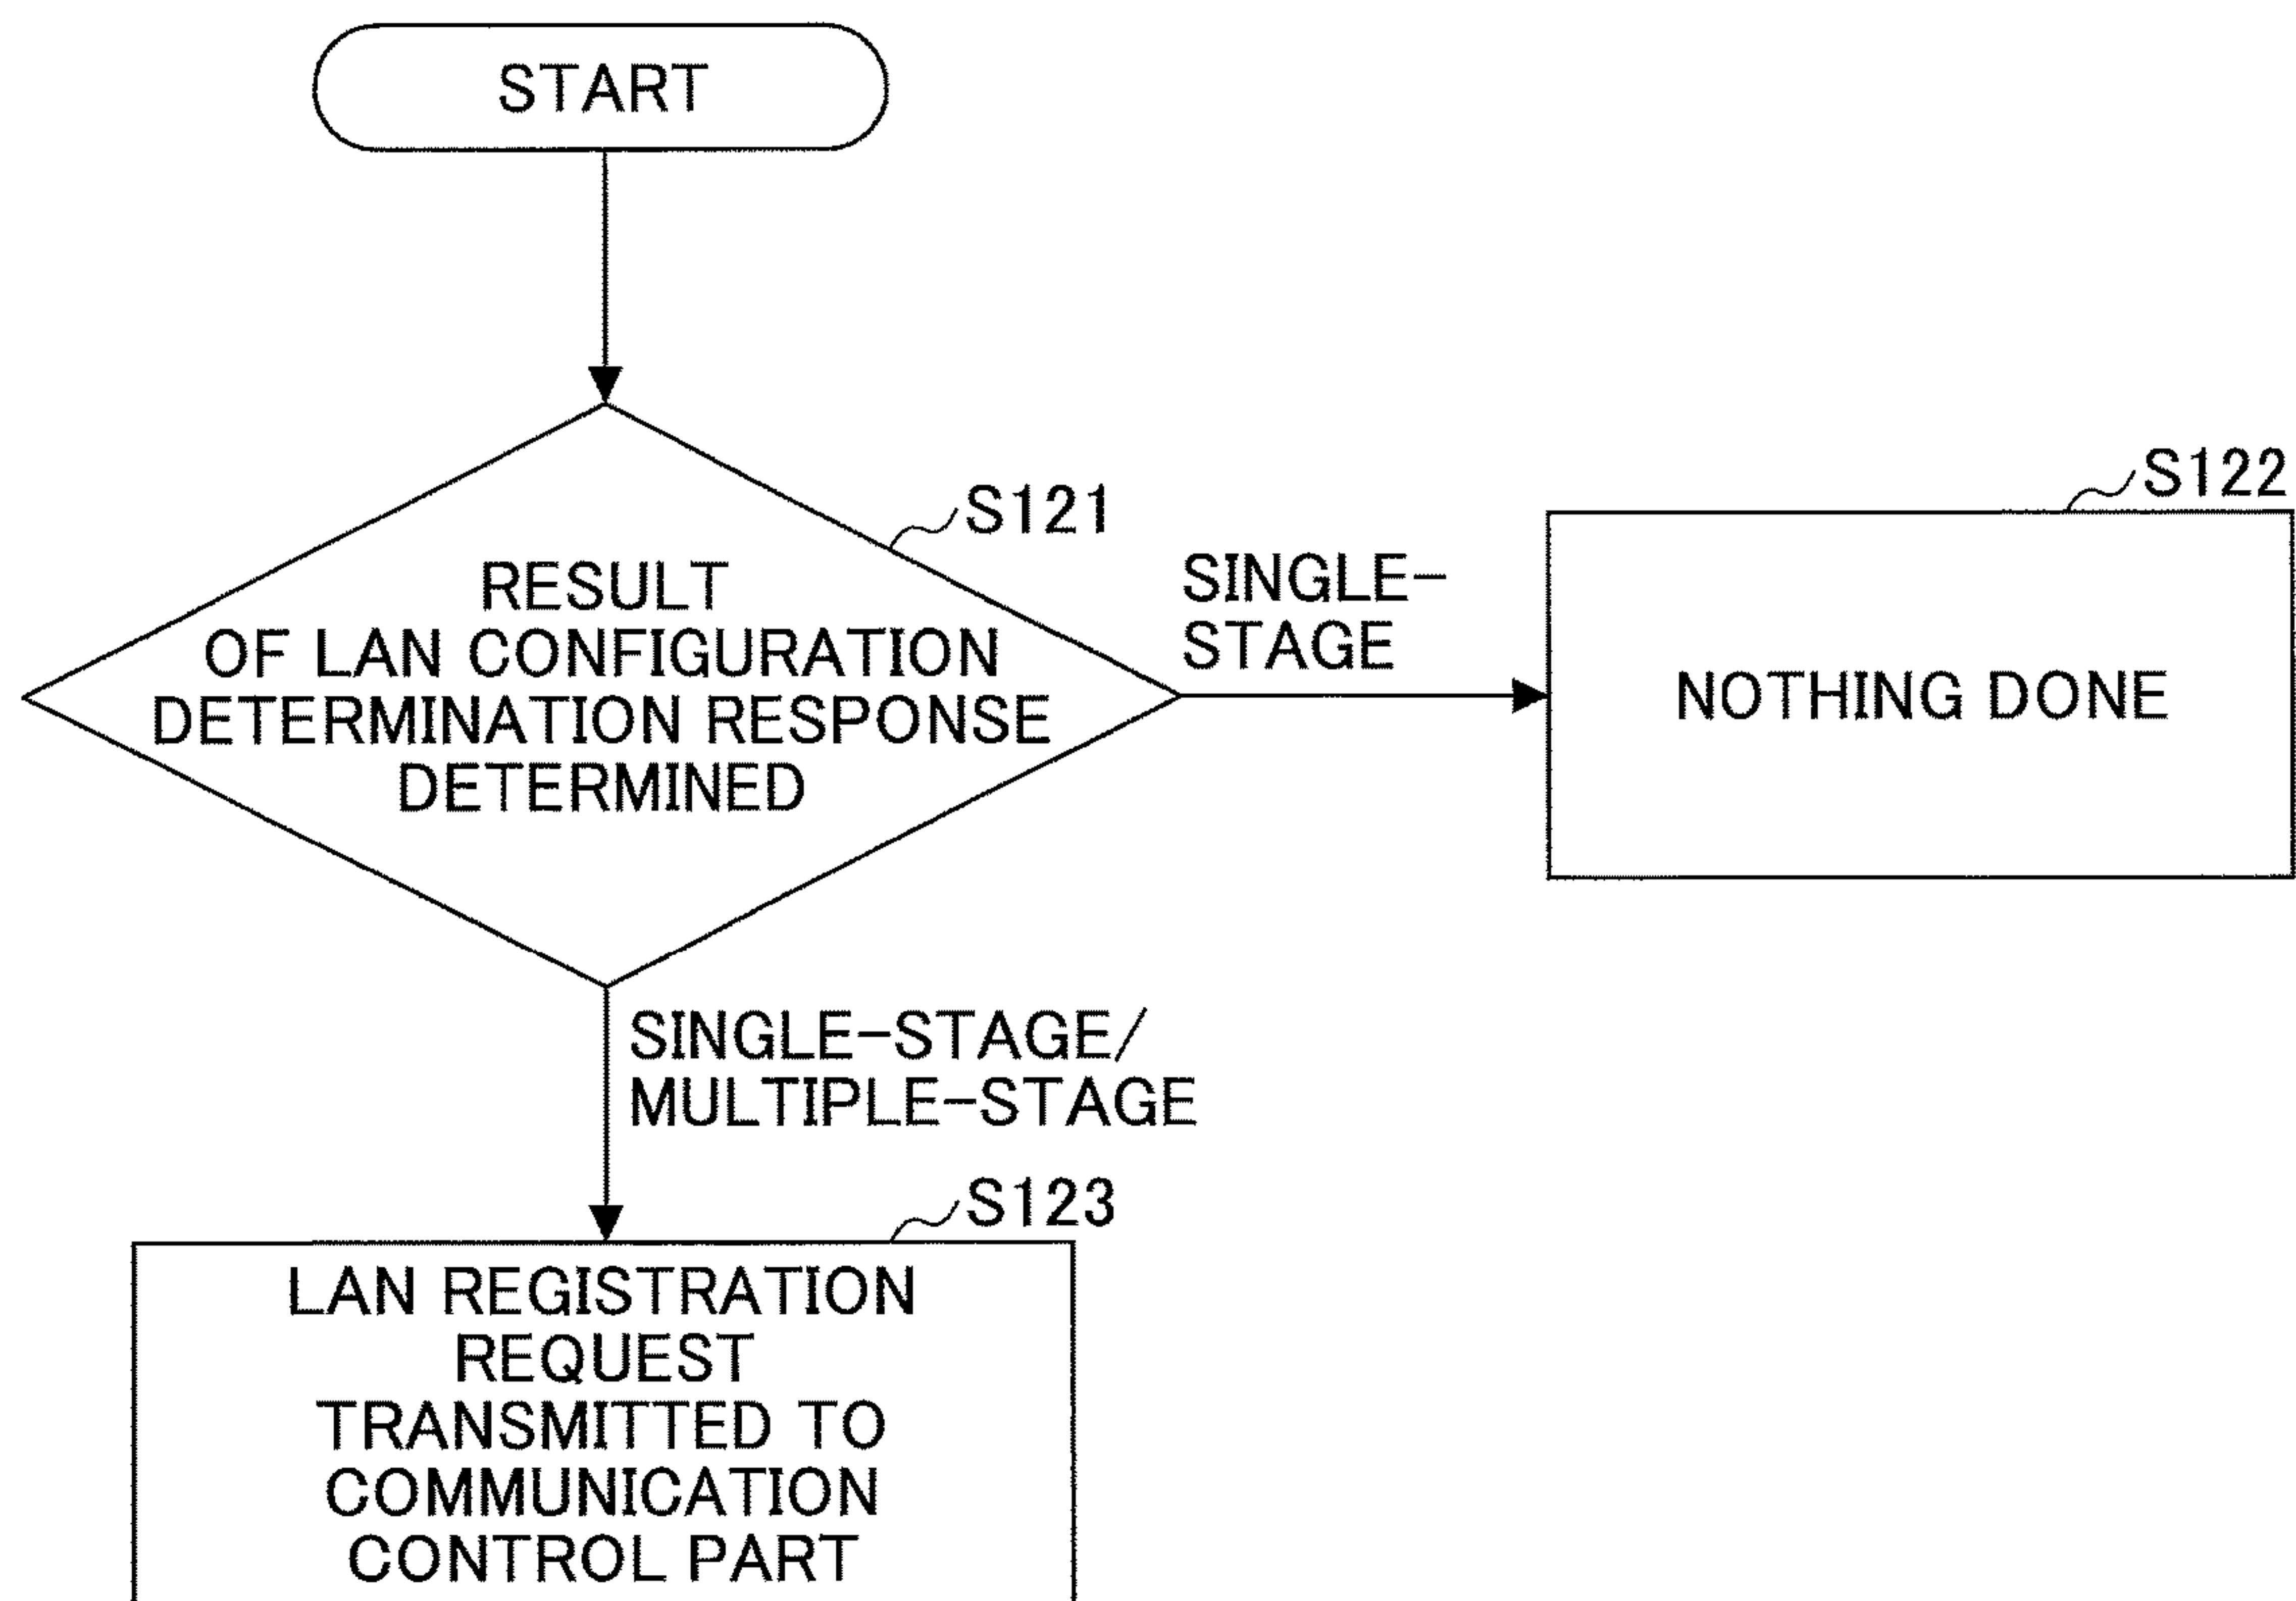 START
S121
RESULT
OF LAN CONFIGURATION
DETERMINATION RESPONSE
DETERMINED
SINGLE-
STAGE
S122
NOTHING DONE
SINGLE-STAGE/
MULTIPLE-STAGE
S123
LAN REGISTRATION
REQUEST
TRANSMITTED TO
COMMUNICATION
CONTROL PART